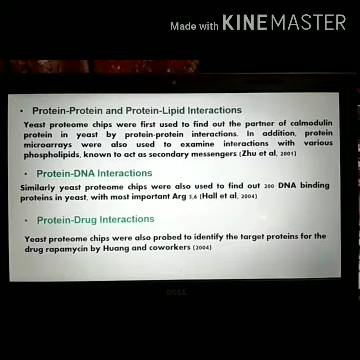 Made with KINEMASTER
• Protein-Protein and Protein-Lipid Interactions
Yeast proteome chips were first used to find out the partner of calmodulin
protein in yeast by protein-protein interactions. In addition, protein
microarrays were also used to examine interactions with various
phospholipids, known to act as secondary messengers (Zhu et al, 2001)
• Protein-DNA Interactions
Similarly yeast proteome chips were also used to find out 200 DNA binding
proteins in yeast, with most important Arg 5,6 (Hall et al, 2004)
• Protein-Drug Interactions
Yeast proteome chips were also probed to identify the target proteins for the
drug rapamycin by Huang and coworkers (2004)
DELL